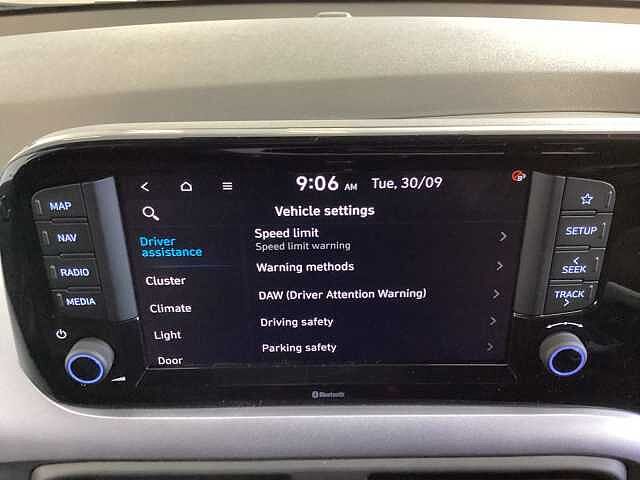 9:06 AM Tue, 30/09
Vehicle settings
MAP
NAV
RADIO
MEDIA
Driver
assistance
Cluster
Climate
Light
Door
Speed limit
Speed limit warning
Warning methods
DAW (Driver Attention Warning)
Driving safety
Parking safety
SETUP
SEEK
TRACK
Bluetooth